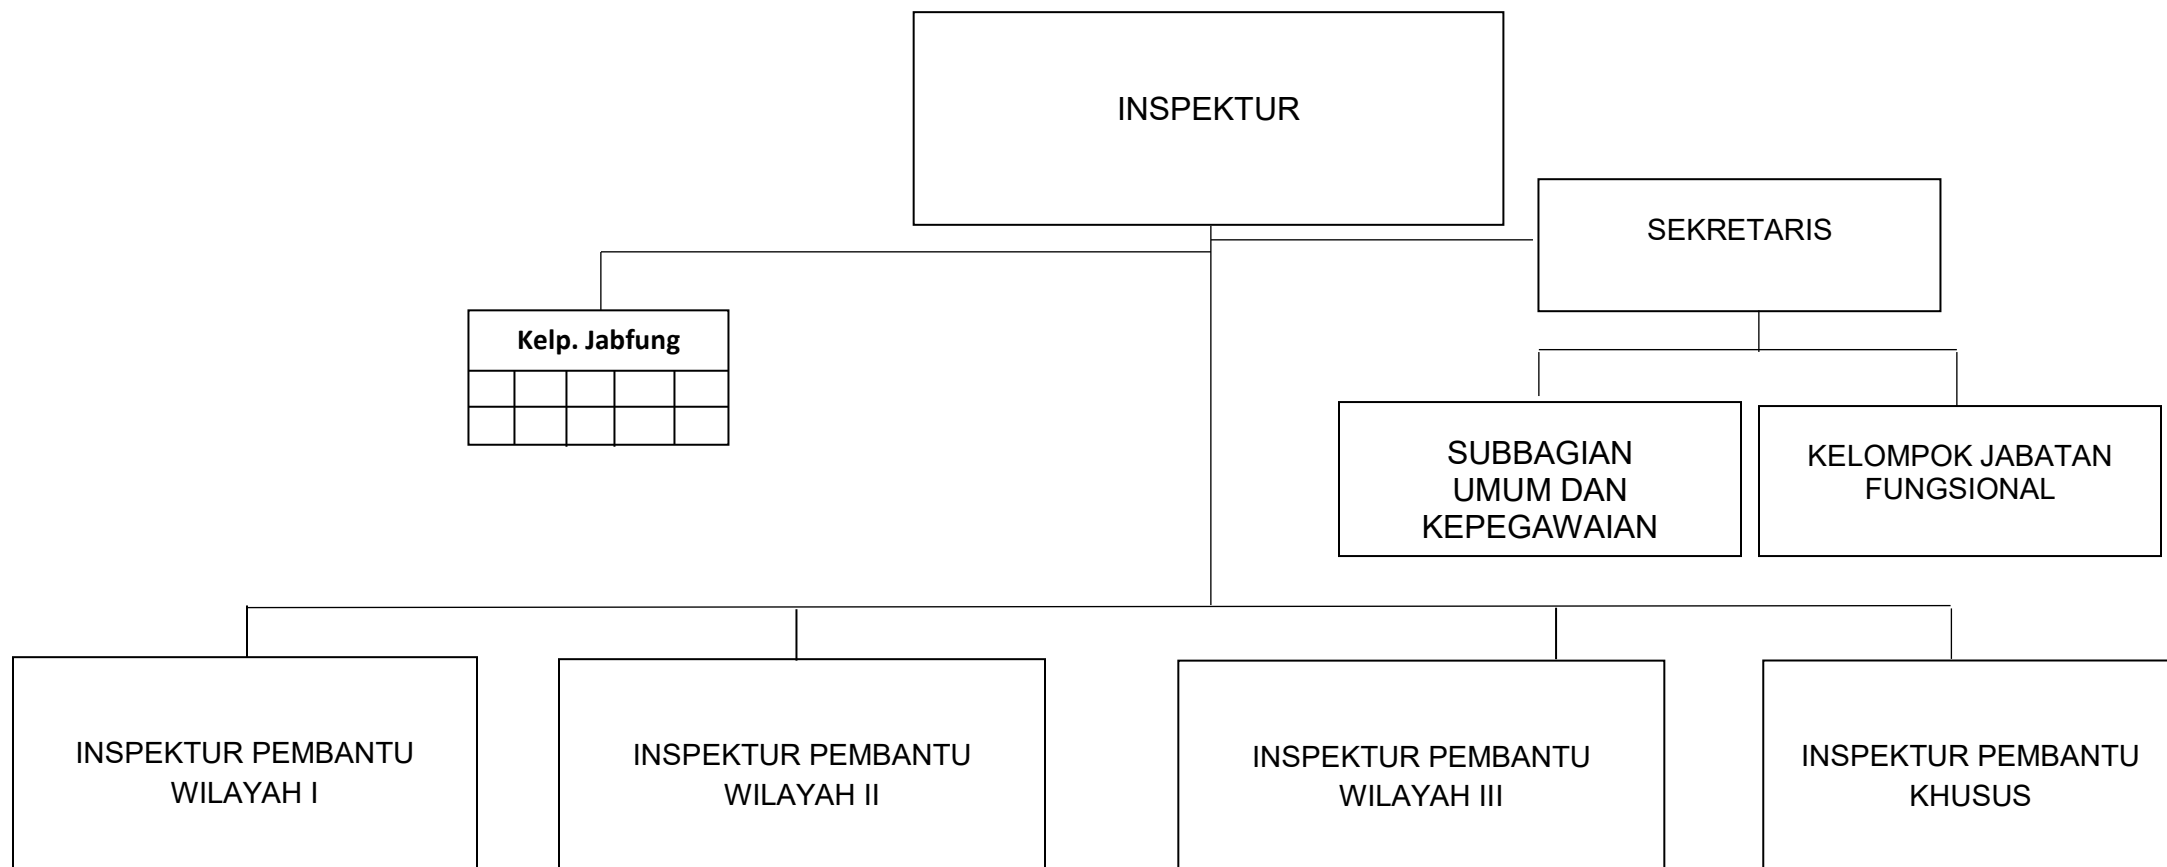 INSPEKTUR
SEKRETARIS
Kelp. Jabfung
SUBBAGIAN
UMUM DAN
KEPEGAWAIAN
KELOMPOK JABATAN
FUNGSIONAL
INSPEKTUR PEMBANTU
WILAYAH I
INSPEKTUR PEMBANTU
WILAYAH II
INSPEKTUR PEMBANTU
WILAYAH III
INSPEKTUR PEMBANTU
KHUSUS